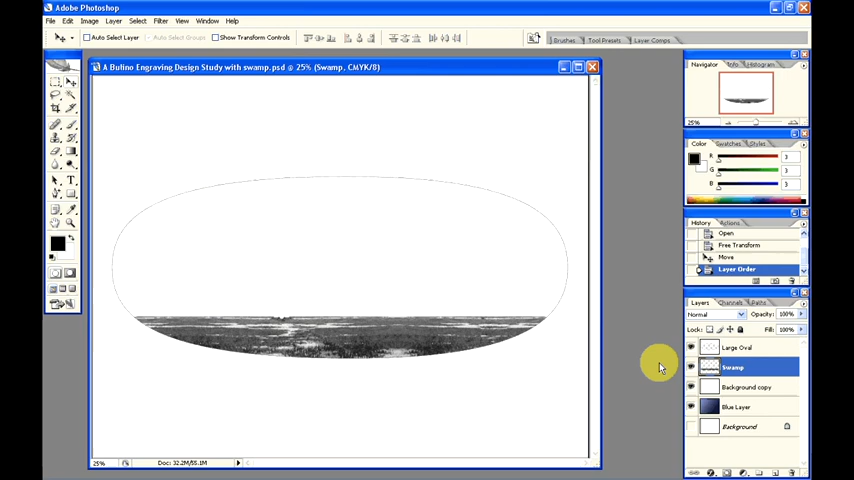 Adobe Photoshop
File Edit Image Layer Select Filter View Window Help
Auto Select Layer Auto Select Groups Show Transform Controls
Brushes Tool Presets Layer Comps
A Bulino Engraving Design Study with swamp.psd @ 25% (Swamp, CMYK/8)
Navigator Info Histogram
25%
Color Swatches Styles
R 3
G 3
B 3
History Actions
Open
Free Transform
Move
Layer Order
Layers Channels Paths
Normal Opacity: 100%
Lock: Fill: 100%
Large Oval
Swamp
Background copy
Blue Layer
Background
25% Doc: 32.2M/55.1M